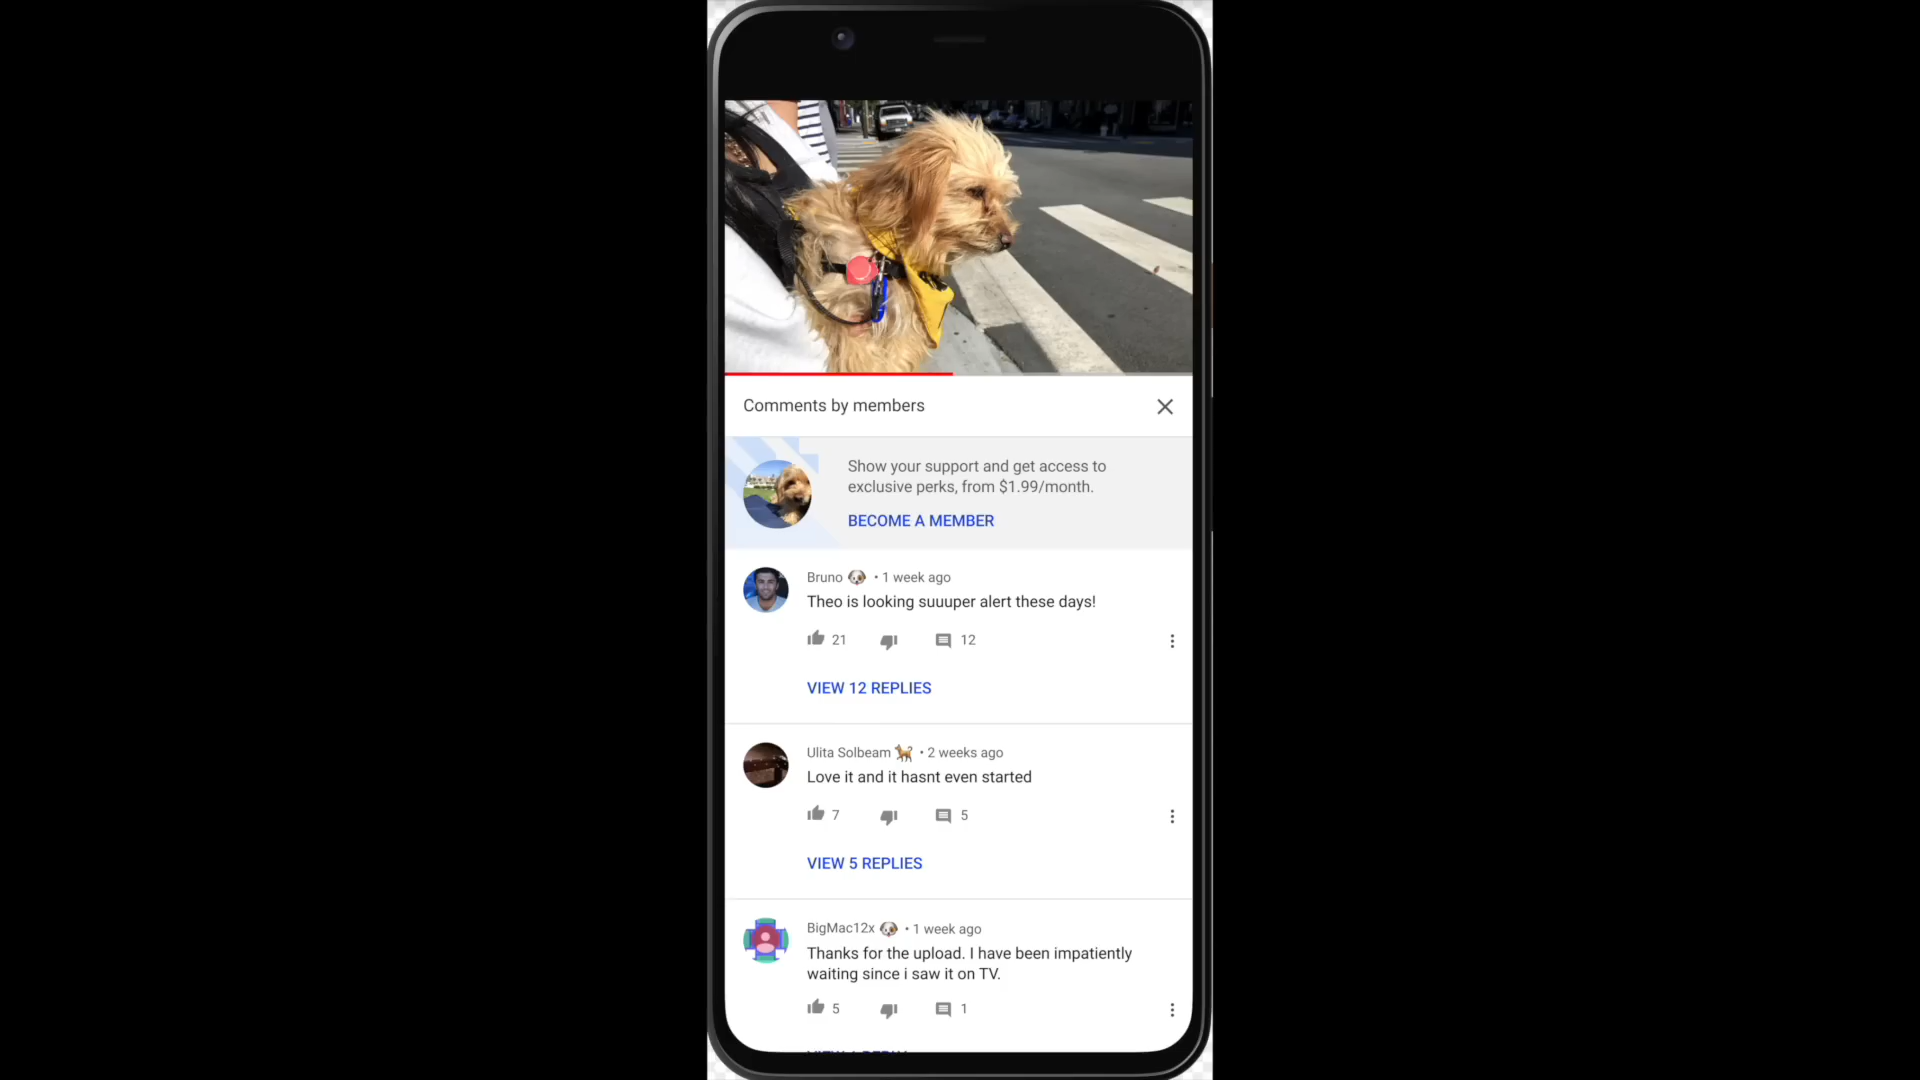 Comments by members
Show your support and get access to
exclusive perks, from $1.99/month.
BECOME A MEMBER
Bruno • 1 week ago
Theo is looking suuuper alert these days!
21 12
VIEW 12 REPLIES
Ulita Solbeam • 2 weeks ago
Love it and it hasnt even started
7 5
VIEW 5 REPLIES
BigMac12x • 1 week ago
Thanks for the upload. I have been impatiently
waiting since i saw it on TV.
5 1